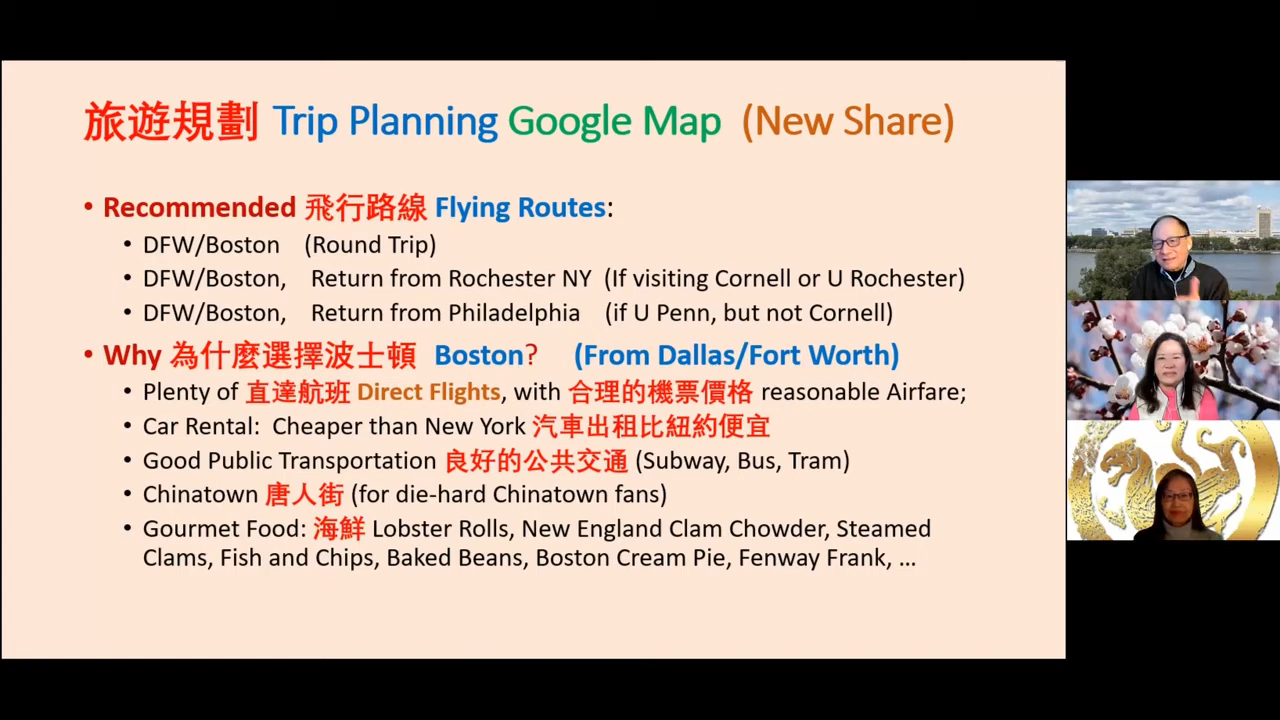 旅遊規劃 Trip Planning Google Map (New Share)
• Recommended 飛行路線 Flying Routes:
• DFW/Boston (Round Trip)
• DFW/Boston, Return from Rochester NY (If visiting Cornell or U Rochester)
• DFW/Boston, Return from Philadelphia (if U Penn, but not Cornell)
• Why 為什麼選擇波士頓 Boston? (From Dallas/Fort Worth)
• Plenty of 直達航班 Direct Flights, with 合理的機票價格 reasonable Airfare;
• Car Rental: Cheaper than New York 汽車出租比紐約便宜
• Good Public Transportation 良好的公共交通 (Subway, Bus, Tram)
• Chinatown 唐人街 (for die-hard Chinatown fans)
• Gourmet Food: 海鮮 Lobster Rolls, New England Clam Chowder, Steamed
Clams, Fish and Chips, Baked Beans, Boston Cream Pie, Fenway Frank, …